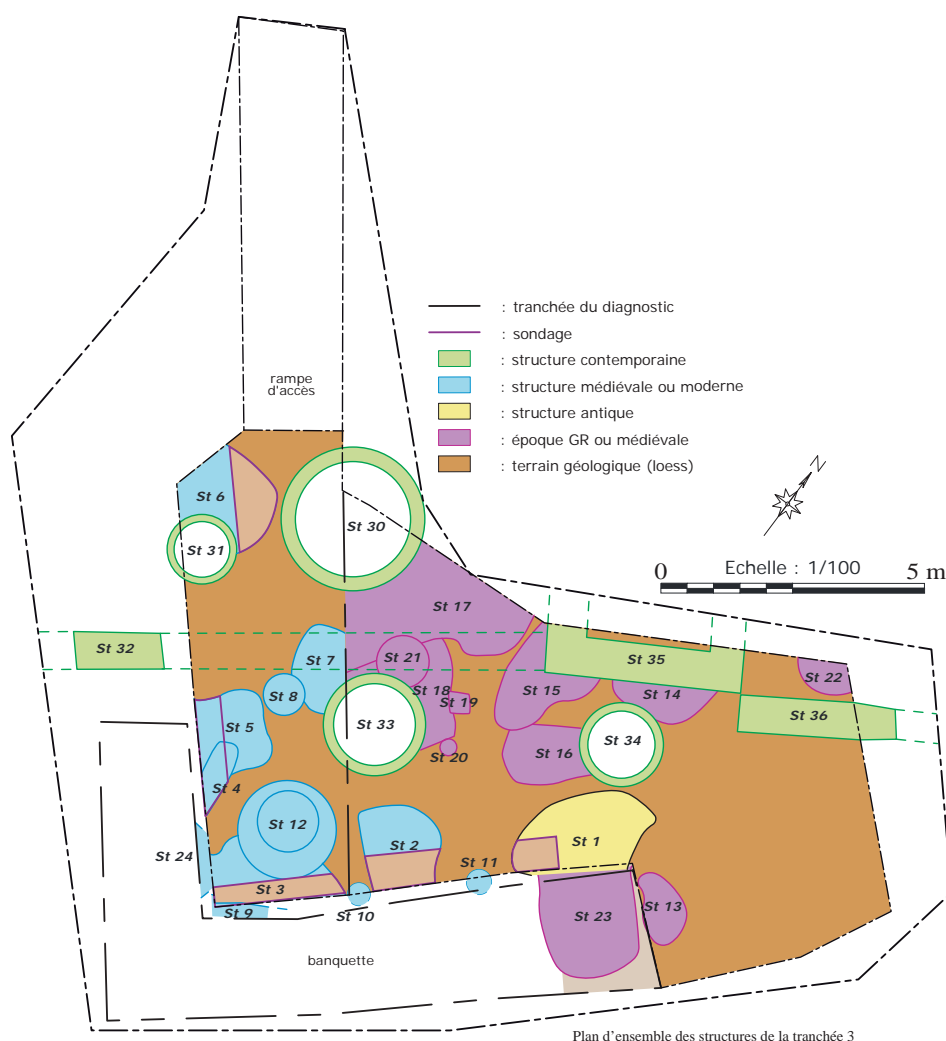 rampe
d'accès
: tranchée du diagnostic
: sondage
: structure contemporaine
: structure médiévale ou moderne
: structure antique
: époque GR ou médiévale
: terrain géologique (loess)
N
Echelle : 1/100
0
5 m
St 6
St 30
St 31
St 17
St 32
St 7
St 21
St 35
St 22
St 8
St 18
St 19
St 15
St 14
St 36
St 5
St 33
St 34
St 20
St 16
St 4
St 12
St 2
St 1
St 24
St 11
St 3
St 9
St 10
St 23
St 13
banquette
Plan d'ensemble des structures de la tranchée 3